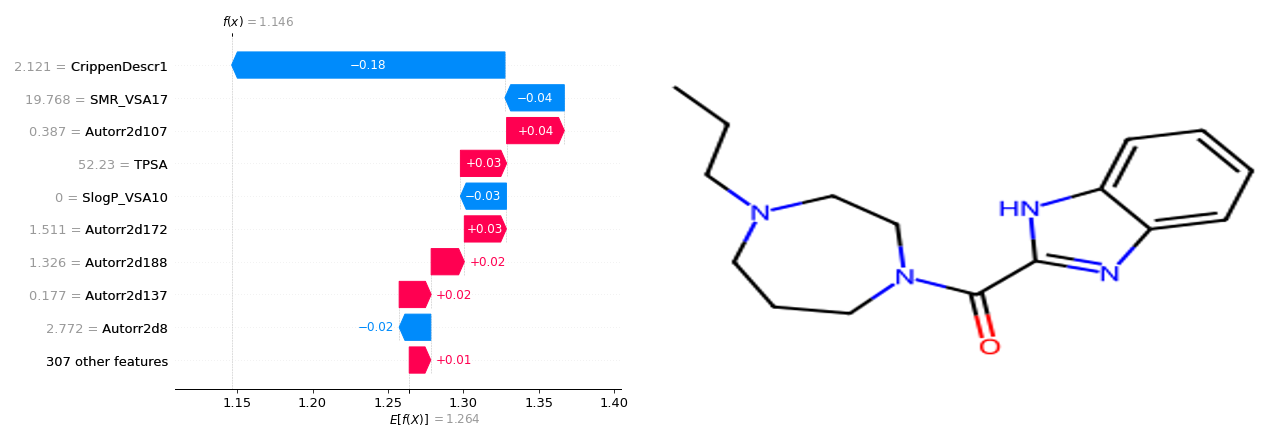 f(x) = 1.146
2.121 = CrippenDescr1
−0.18
19.768 = SMR_VSA17
−0.04
0.387 = Autorr2d107
+0.04
52.23 = TPSA
+0.03
0 = SlogP_VSA10
−0.03
1.511 = Autorr2d172
+0.03
1.326 = Autorr2d188
+0.02
0.177 = Autorr2d137
+0.02
2.772 = Autorr2d8
−0.02
307 other features
+0.01
1.15 1.20 1.25 1.30 1.35 1.40
E[f(X)] = 1.264
HN
N
N
N
O